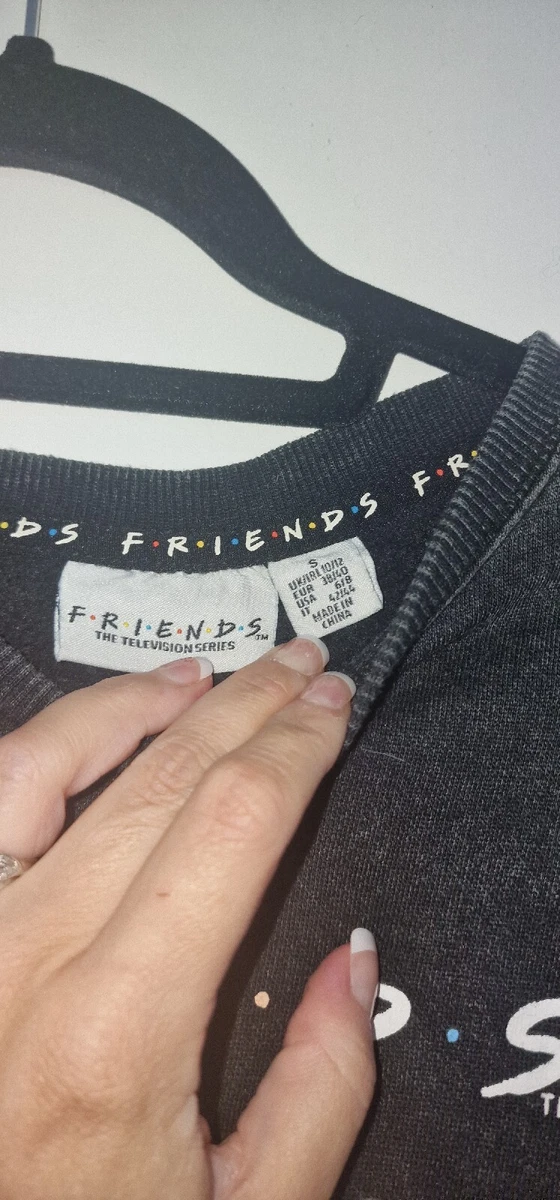 D·S F·R·I·E·N·D·S F·R·
F·R·I·E·N·D·S™
THE TELEVISION SERIES
S
UK/IRL 10/12
EUR 38/40
USA 6/8
IT 42/44
MADE IN
CHINA
D · S